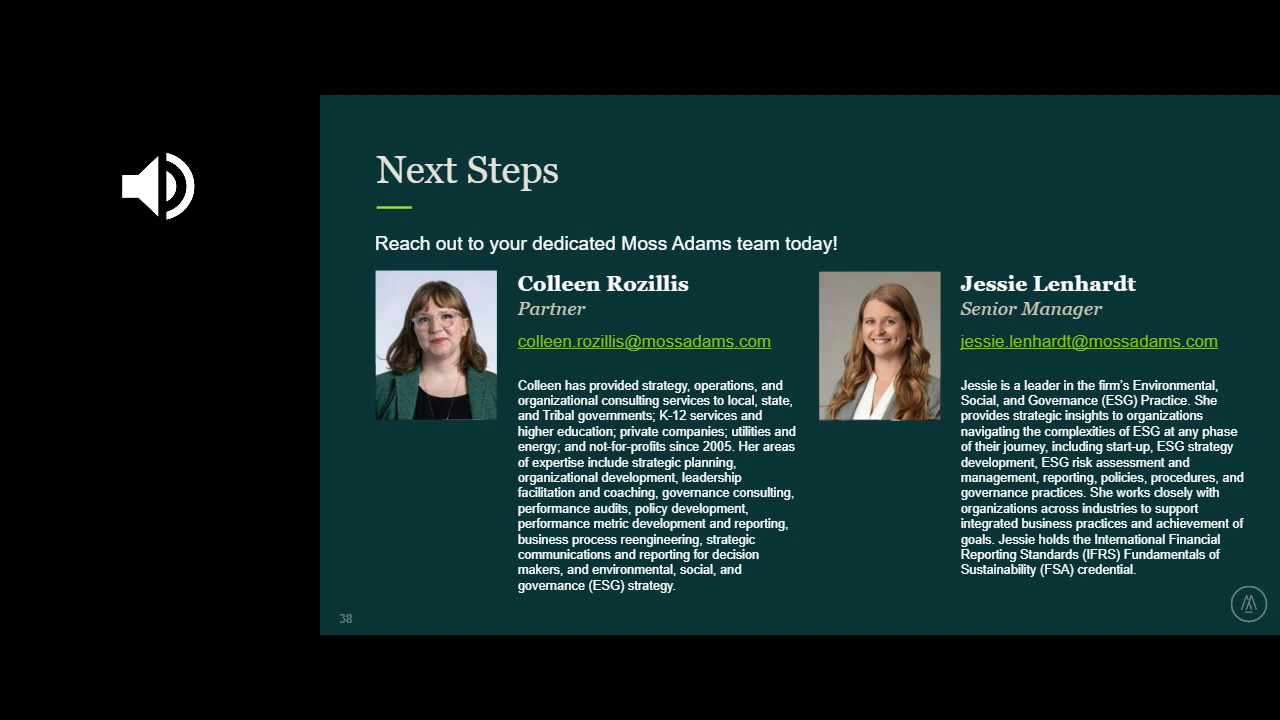 Next Steps
Reach out to your dedicated Moss Adams team today!
Colleen Rozillis
Partner
colleen.rozillis@mossadams.com
Colleen has provided strategy, operations, and
organizational consulting services to local, state,
and Tribal governments; K-12 services and
higher education; private companies; utilities and
energy; and not-for-profits since 2005. Her areas
of expertise include strategic planning,
organizational development, leadership
facilitation and coaching, governance consulting,
performance audits, policy development,
performance metric development and reporting,
business process reengineering, strategic
communications and reporting for decision
makers, and environmental, social, and
governance (ESG) strategy.
Jessie Lenhardt
Senior Manager
jessie.lenhardt@mossadams.com
Jessie is a leader in the firm's Environmental,
Social, and Governance (ESG) Practice. She
provides strategic insights to organizations
navigating the complexities of ESG at any phase
of their journey, including start-up, ESG strategy
development, ESG risk assessment and
management, reporting, policies, procedures, and
governance practices. She works closely with
organizations across industries to support
integrated business practices and achievement of
goals. Jessie holds the International Financial
Reporting Standards (IFRS) Fundamentals of
Sustainability (FSA) credential.
38